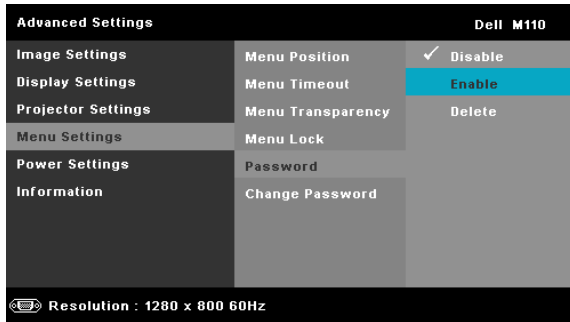 Advanced Settings Dell M110
Image Settings Menu Position ✓ Disable
Display Settings Menu Timeout Enable
Projector Settings Menu Transparency Delete
Menu Settings Menu Lock
Power Settings Password
Information Change Password
Resolution : 1280 x 800 60Hz